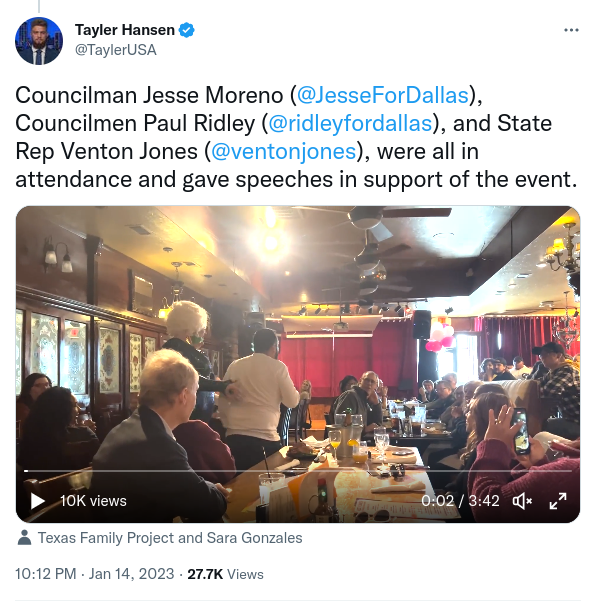 Tayler Hansen
@TaylerUSA
Councilman Jesse Moreno (@JesseForDallas),
Councilmen Paul Ridley (@ridleyfordallas), and State
Rep Venton Jones (@ventonjones), were all in
attendance and gave speeches in support of the event.
10K views
0:02 / 3:42
Texas Family Project and Sara Gonzales
10:12 PM · Jan 14, 2023 · 27.7K Views